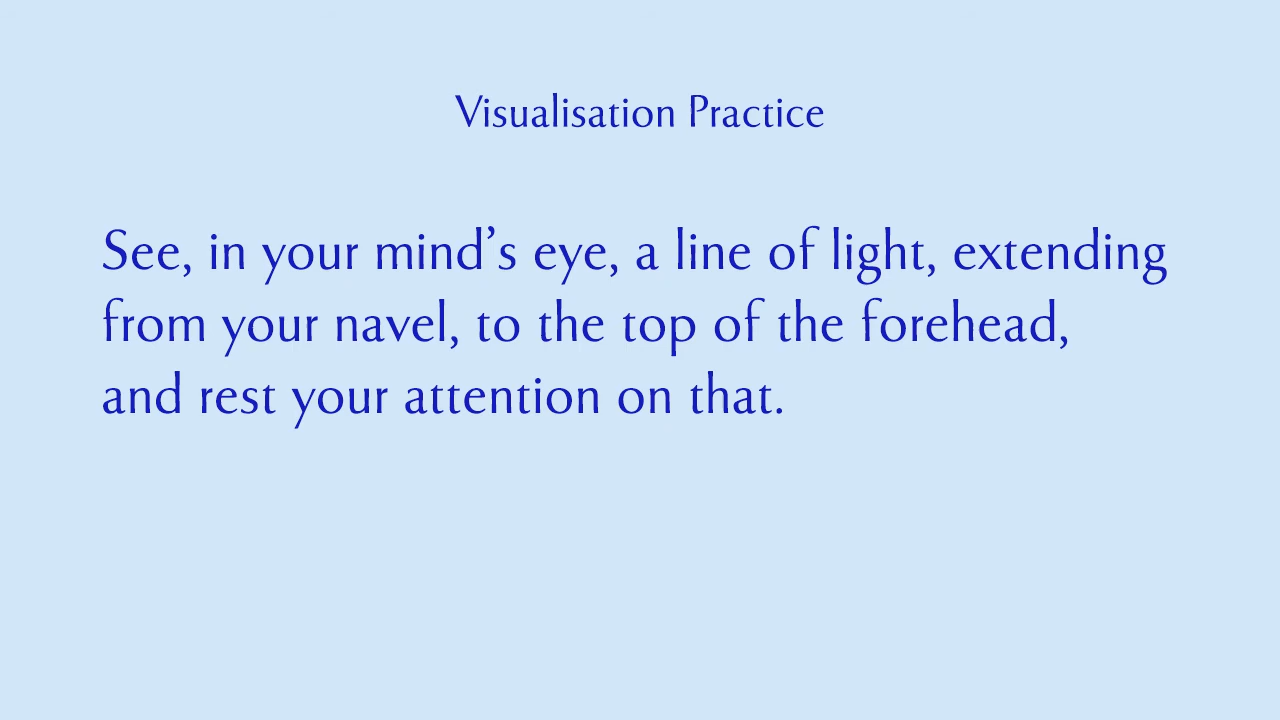 Visualisation Practice
See, in your mind’s eye, a line of light, extending
from your navel, to the top of the forehead,
and rest your attention on that.